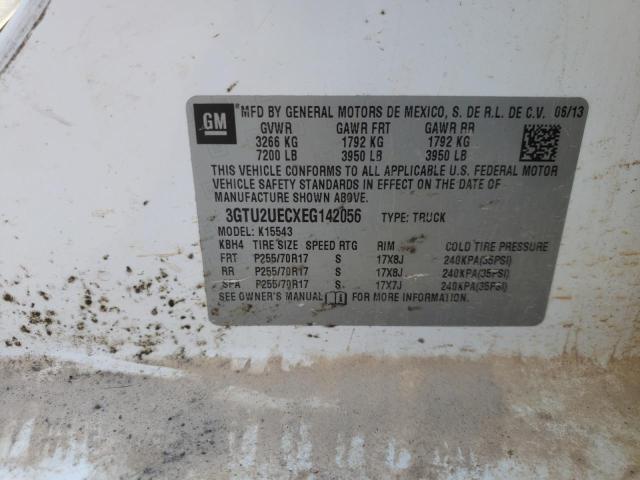 GM MFD BY GENERAL MOTORS DE MEXICO, S. DE R.L. DE C.V. 06/13
GVWR GAWR FRT GAWR RR
3266 KG 1792 KG 1792 KG
7200 LB 3950 LB 3950 LB
THIS VEHICLE CONFORMS TO ALL APPLICABLE U.S. FEDERAL MOTOR
VEHICLE SAFETY STANDARDS IN EFFECT ON THE DATE OF
MANUFACTURE SHOWN ABOVE.
3GTU2UECXEG142056 TYPE: TRUCK
MODEL: K15543
KBH4 TIRE SIZE SPEED RTG RIM COLD TIRE PRESSURE
FRT P255/70R17 S 17X8J 240KPA(35PSI)
RR P255/70R17 S 17X8J 240KPA(35PSI)
SPA P255/70R17 S 17X7J 240KPA(35PSI)
SEE OWNER'S MANUAL FOR MORE INFORMATION.